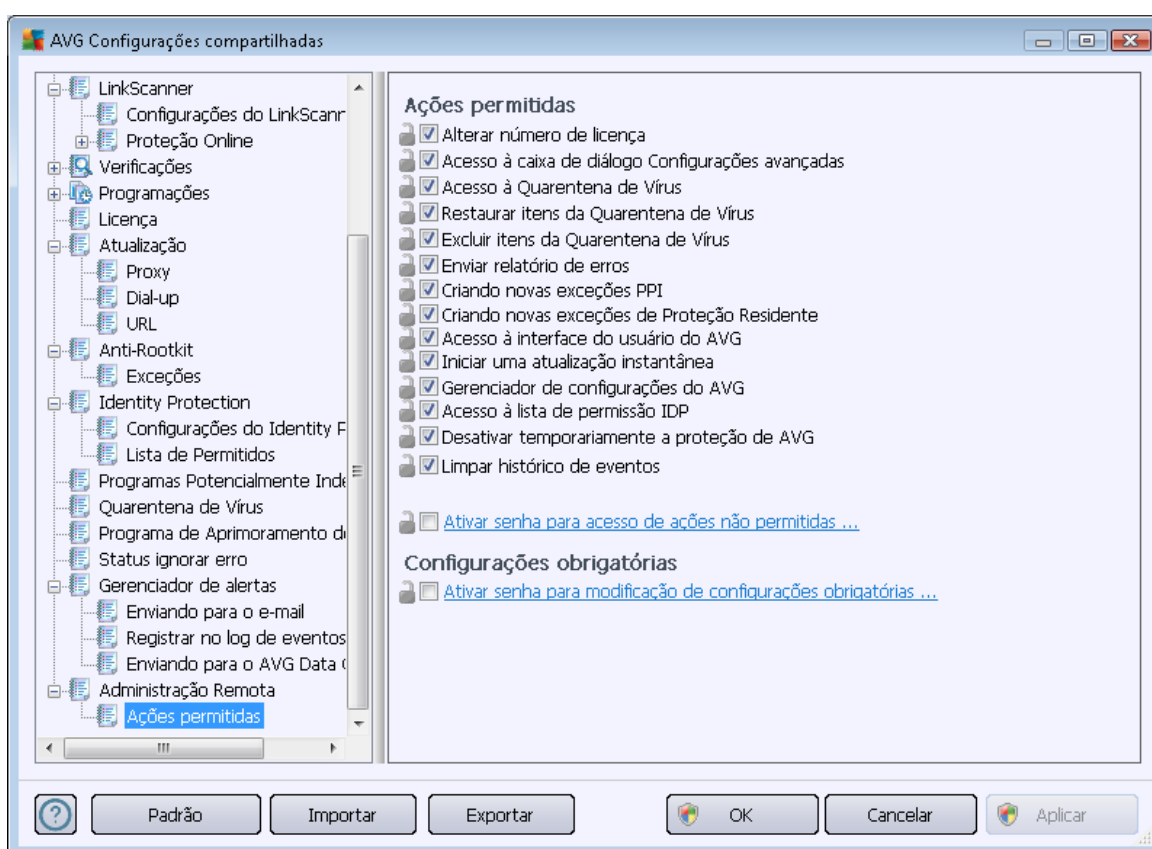 AVG Configurações compartilhadas
LinkScanner
Configurações do LinkScanr
Proteção Online
Verificações
Programações
Licença
Atualização
Proxy
Dial-up
URL
Anti-Rootkit
Exceções
Identity Protection
Configurações do Identity P
Lista de Permitidos
Programas Potencialmente Inde
Quarentena de Vírus
Programa de Aprimoramento de
Status ignorar erro
Gerenciador de alertas
Enviando para o e-mail
Registrar no log de eventos
Enviando para o AVG Data C
Administração Remota
Ações permitidas
Ações permitidas
Alterar número de licença
Acesso à caixa de diálogo Configurações avançadas
Acesso à Quarentena de Vírus
Restaurar itens da Quarentena de Vírus
Excluir itens da Quarentena de Vírus
Enviar relatório de erros
Criando novas exceções PPI
Criando novas exceções de Proteção Residente
Acesso à interface do usuário do AVG
Iniciar uma atualização instantânea
Gerenciador de configurações do AVG
Acesso à lista de permissão IDP
Desativar temporariamente a proteção de AVG
Limpar histórico de eventos
Ativar senha para acesso de ações não permitidas ...
Configurações obrigatórias
Ativar senha para modificação de configurações obrigatórias ...
? Padrão Importar Exportar OK Cancelar Aplicar